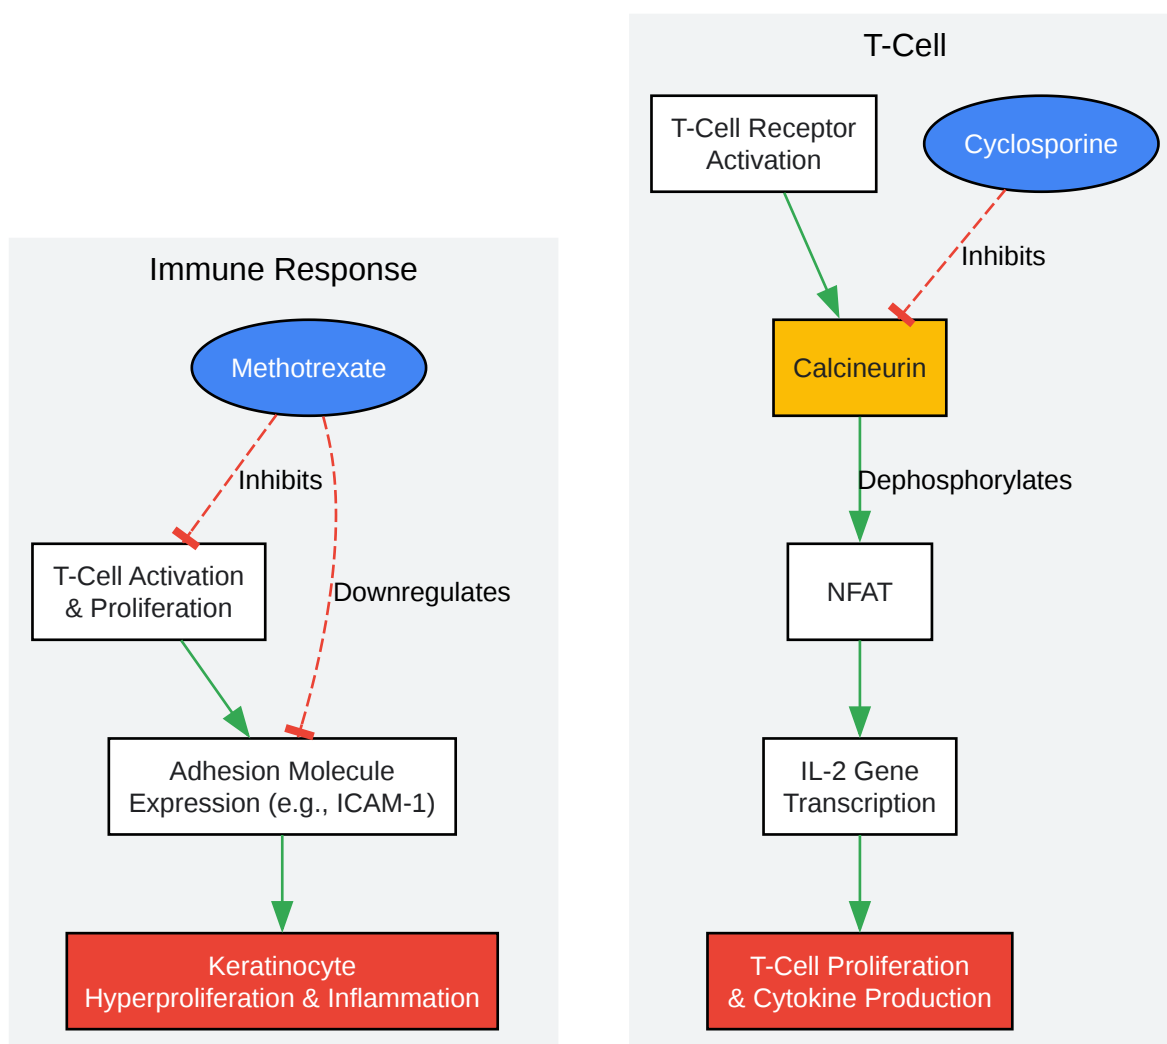 Immune Response
Methotrexate
Inhibits
T-Cell Activation
& Proliferation
Downregulates
Adhesion Molecule
Expression (e.g., ICAM-1)
Keratinocyte
Hyperproliferation & Inflammation
T-Cell
T-Cell Receptor
Activation
Cyclosporine
Inhibits
Calcineurin
Dephosphorylates
NFAT
IL-2 Gene
Transcription
T-Cell Proliferation
& Cytokine Production